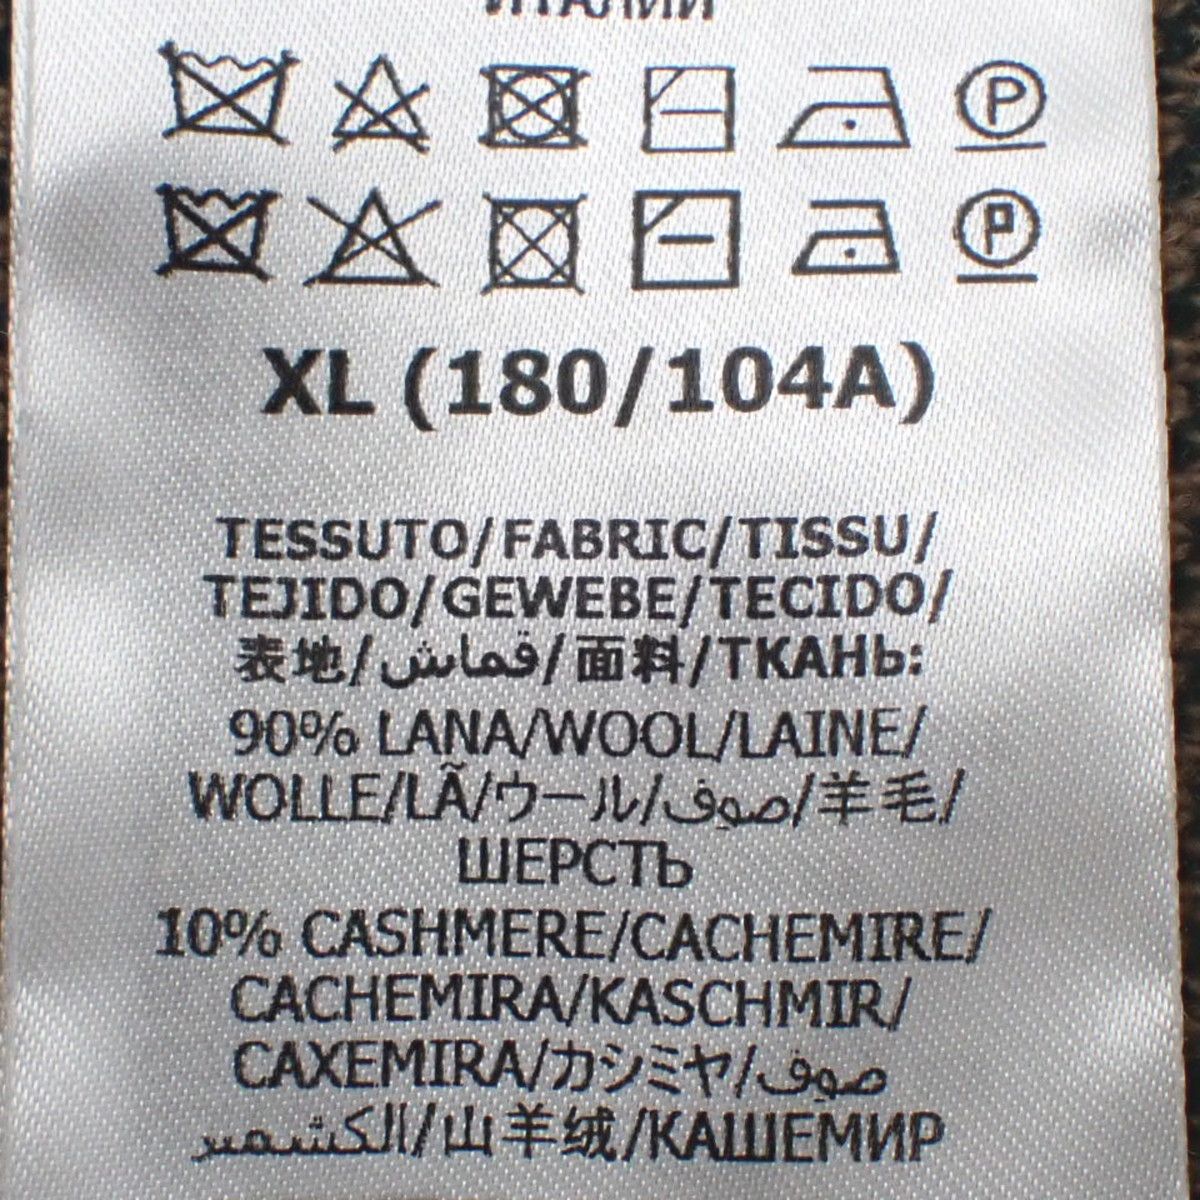 ИТАЛИИ
P
P
XL (180/104A)
TESSUTO/FABRIC/TISSU/
TEJIDO/GEWEBE/TECIDO/
表地/قماش/面料/ТКАНЬ:
90% LANA/WOOL/LAINE/
WOLLE/LÃ/ウール/صوف/羊毛/
ШЕРСТЬ
10% CASHMERE/CACHEMIRE/
CACHEMIRA/KASCHMIR/
CAXEMIRA/カシミヤ/صوف
الكشمير/山羊绒/КАШЕМИР